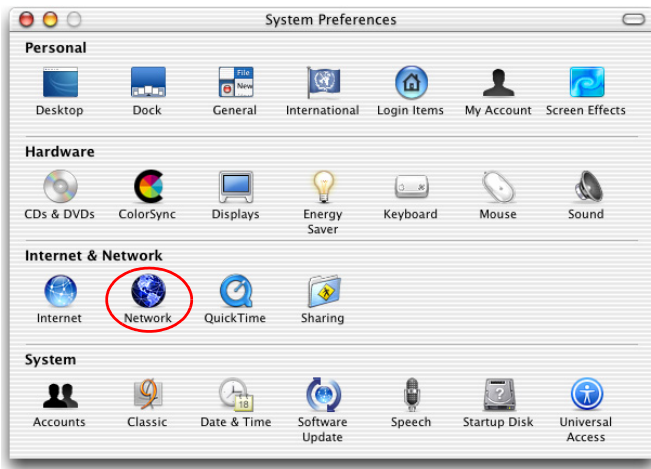 System Preferences
Personal
File
New
Desktop Dock General International Login Items My Account Screen Effects
Hardware
CDs & DVDs ColorSync Displays Energy Saver Keyboard Mouse Sound
Internet & Network
Internet Network QuickTime Sharing
System
18
Accounts Classic Date & Time Software Update Speech Startup Disk Universal Access